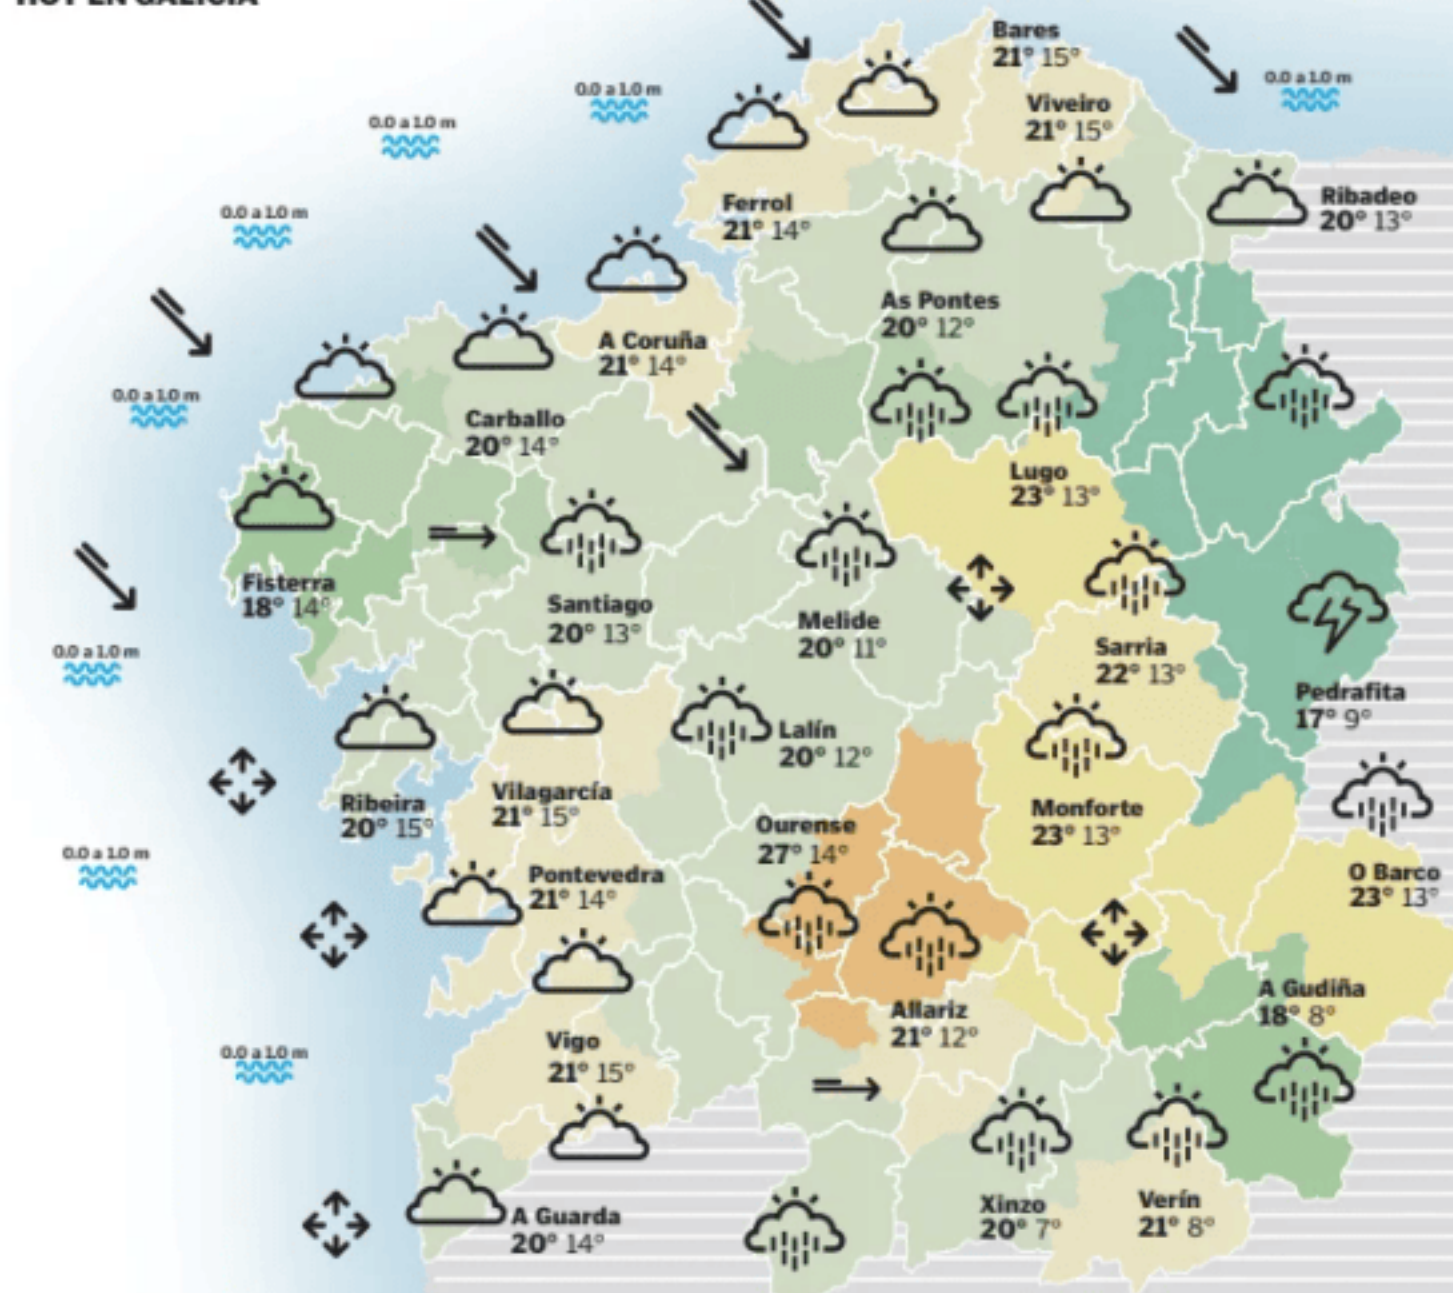 HOY EN GALICIA
Bares
21° 15°
0.0 a 1.0 m
0.0 a 1.0 m
Viveiro
21° 15°
0.0 a 1.0 m
Ribadeo
20° 13°
Ferrol
21° 14°
0.0 a 1.0 m
As Pontes
20° 12°
A Coruña
21° 14°
0.0 a 1.0 m
Carballo
20° 14°
Lugo
23° 13°
Fisterra
18° 14°
Santiago
20° 13°
Melide
20° 11°
Sarria
22° 13°
0.0 a 1.0 m
Pedrafita
17° 9°
Lalín
20° 12°
Vilagarcía
21° 15°
Ribeira
20° 15°
Monforte
23° 13°
Ourense
27° 14°
0.0 a 1.0 m
Pontevedra
21° 14°
O Barco
23° 13°
A Gudiña
18° 8°
Allariz
21° 12°
Vigo
21° 15°
0.0 a 1.0 m
Xinzo
20° 7°
Verín
21° 8°
A Guarda
20° 14°